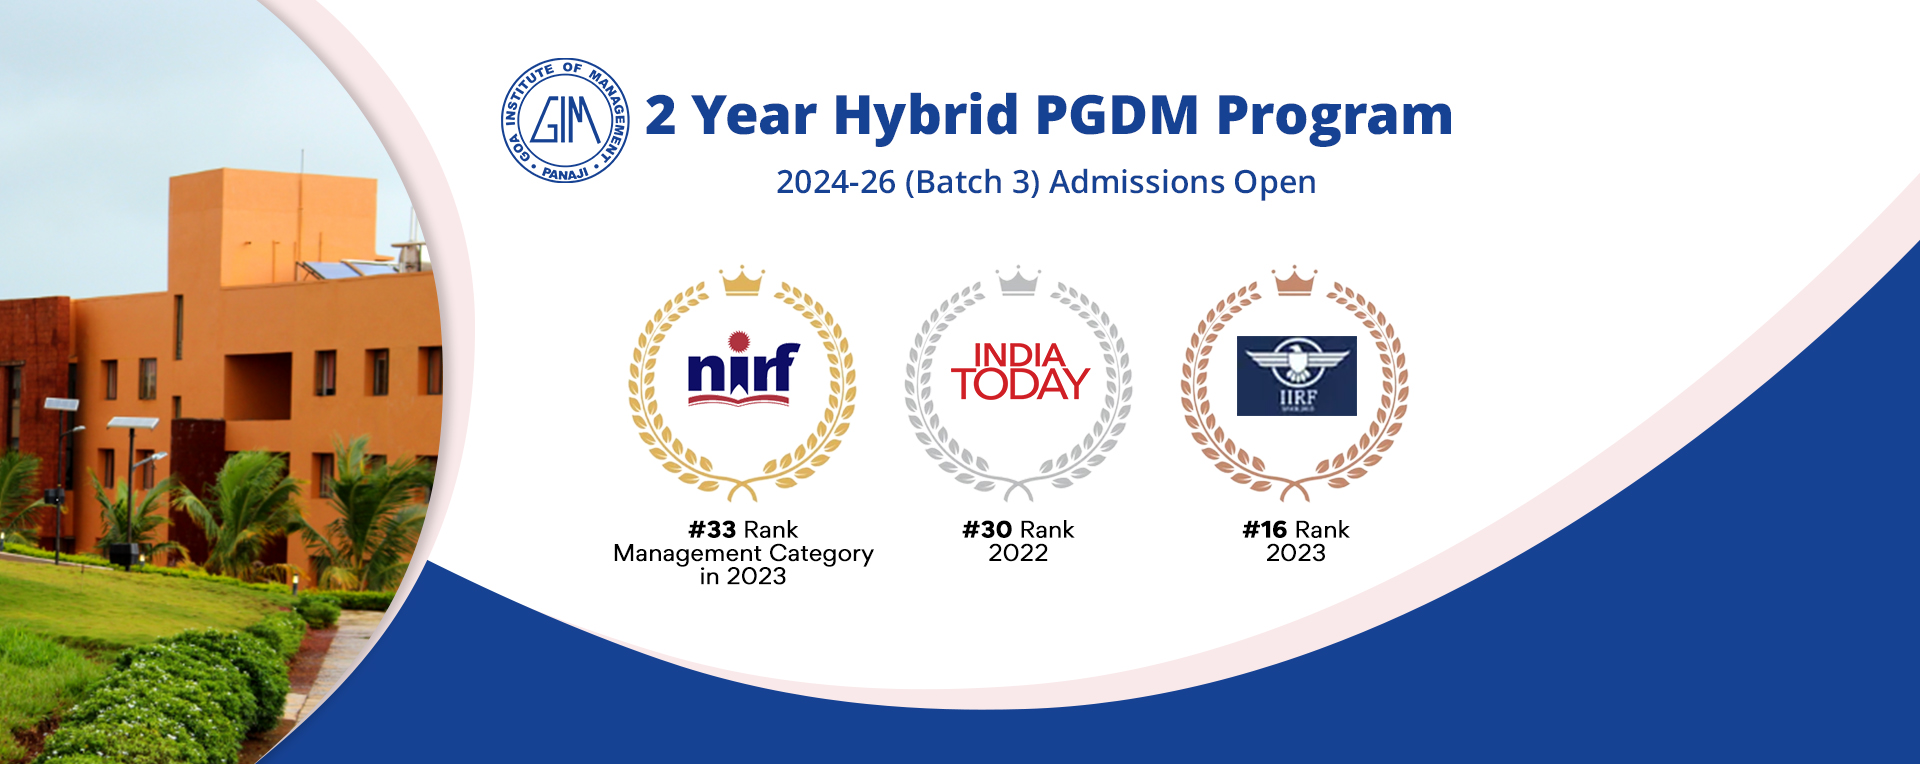 GOA INSTITUTE OF MANAGEMENT
GIM
• PANAJI •
2 Year Hybrid PGDM Program
2024-26 (Batch 3) Admissions Open
nirf
INDIA
TODAY
IIRF
#33 Rank
Management Category
in 2023
#30 Rank
2022
#16 Rank
2023